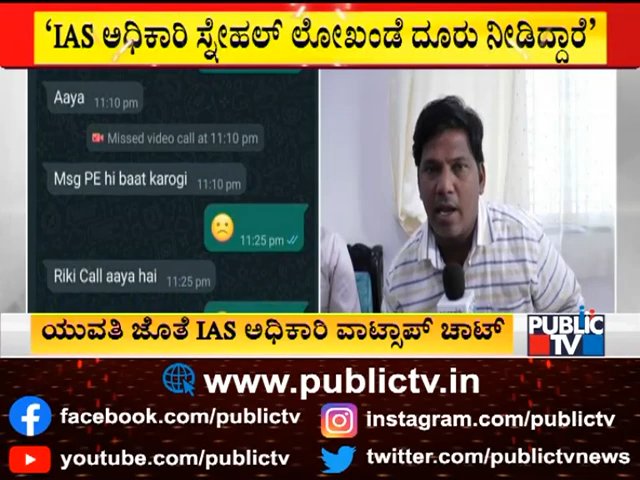 ‘IAS ಅಧಿಕಾರಿ ಸ್ನೇಹಲ್ ಲೋಖಂಡೆ ದೂರು ನೀಡಿದ್ದಾರೆ’
Aaya 11:10 pm
Missed video call at 11:10 pm
Msg PE hi baat karogi 11:10 pm
11:25 pm
Riki Call aaya hai 11:25 pm
ಯುವತಿ ಜೊತೆ IAS ಅಧಿಕಾರಿ ವಾಟ್ಸಾಪ್ ಚಾಟ್
PUBLIC TV
www.publictv.in
facebook.com/publictv
instagram.com/publictv
youtube.com/publictv
twitter.com/publictvnews